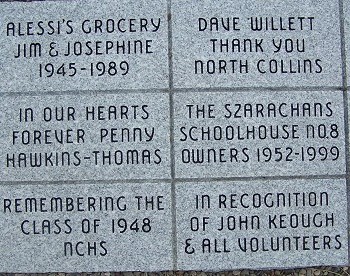 ALESSI'S GROCERY
JIM & JOSEPHINE
1945-1989
DAVE WILLETT
THANK YOU
NORTH COLLINS
IN OUR HEARTS
FOREVER PENNY
HAWKINS-THOMAS
THE SZARACHANS
SCHOOLHOUSE NO.8
OWNERS 1952-1999
REMEMBERING THE
CLASS OF 1948
NCHS
IN RECOGNITION
OF JOHN KEOUGH
& ALL VOLUNTEERS